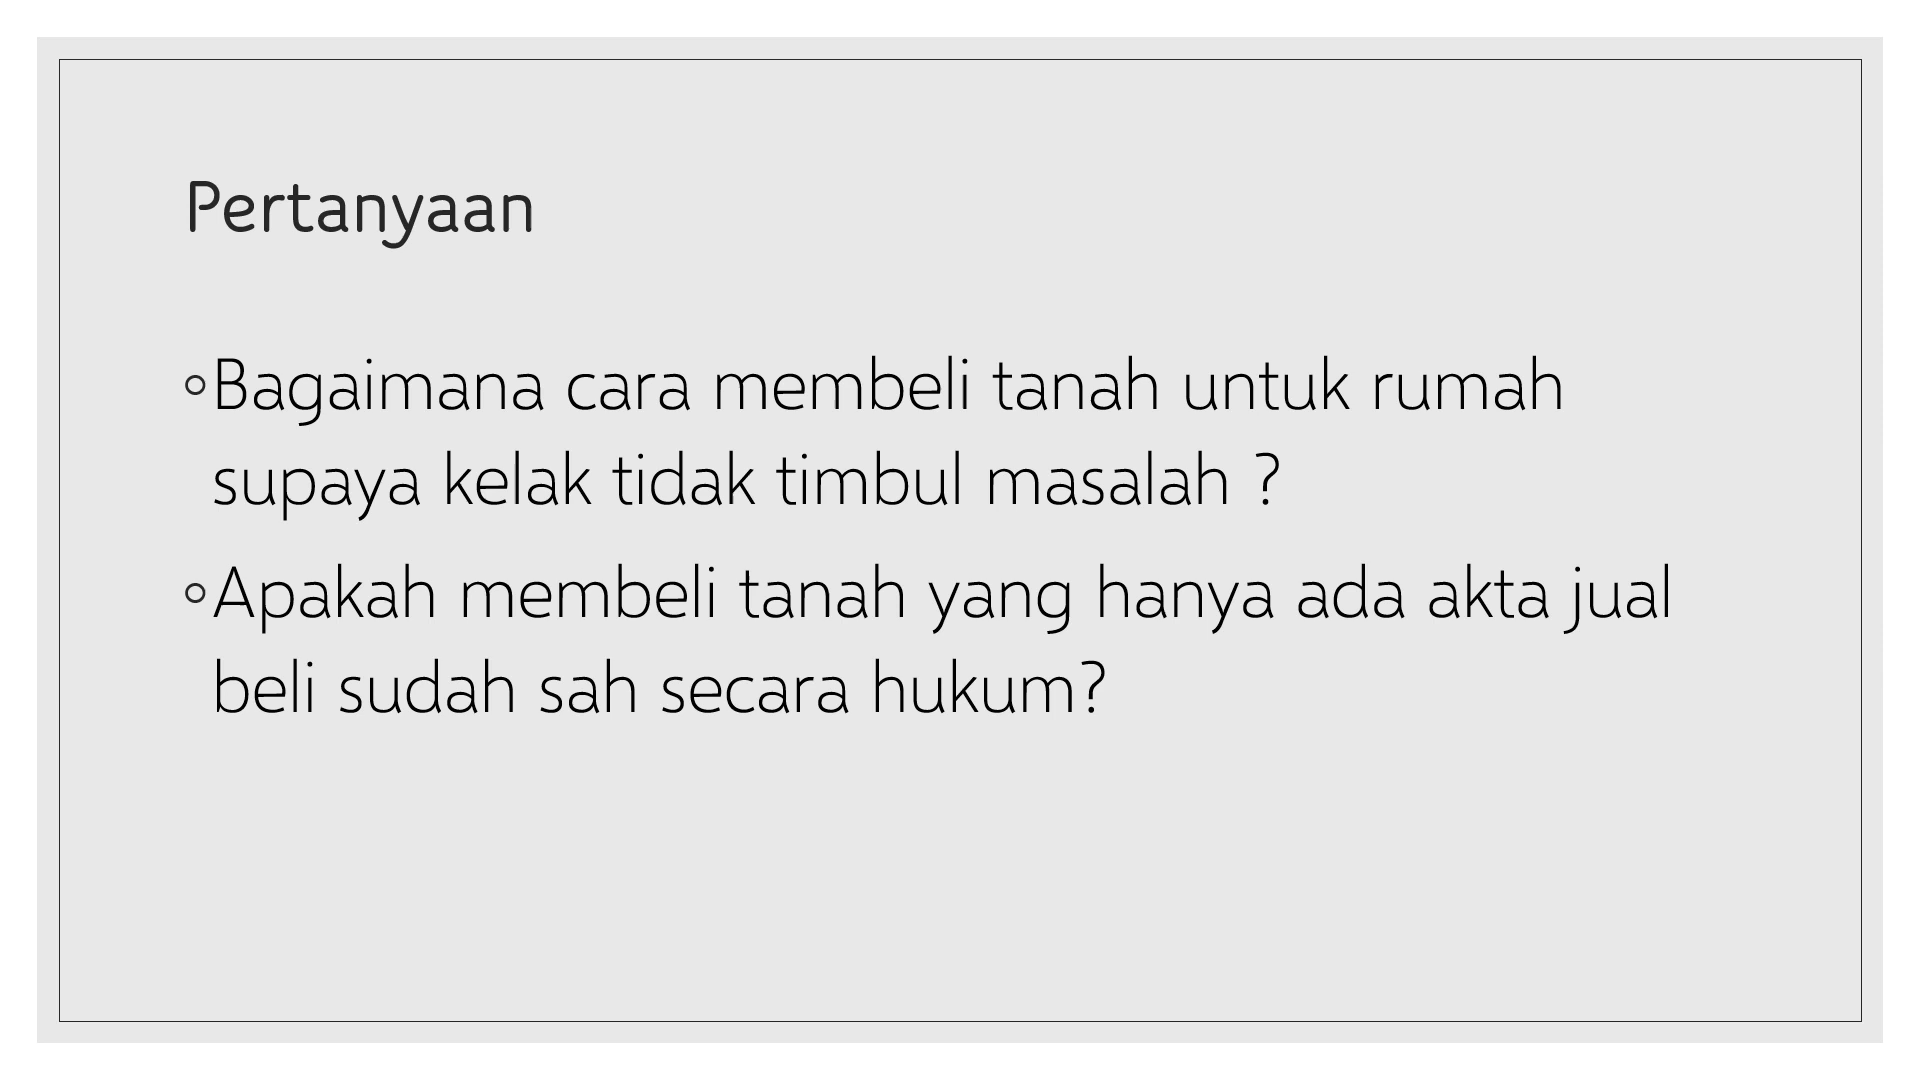 Pertanyaan
◦Bagaimana cara membeli tanah untuk rumah
supaya kelak tidak timbul masalah ?
◦Apakah membeli tanah yang hanya ada akta jual
beli sudah sah secara hukum?